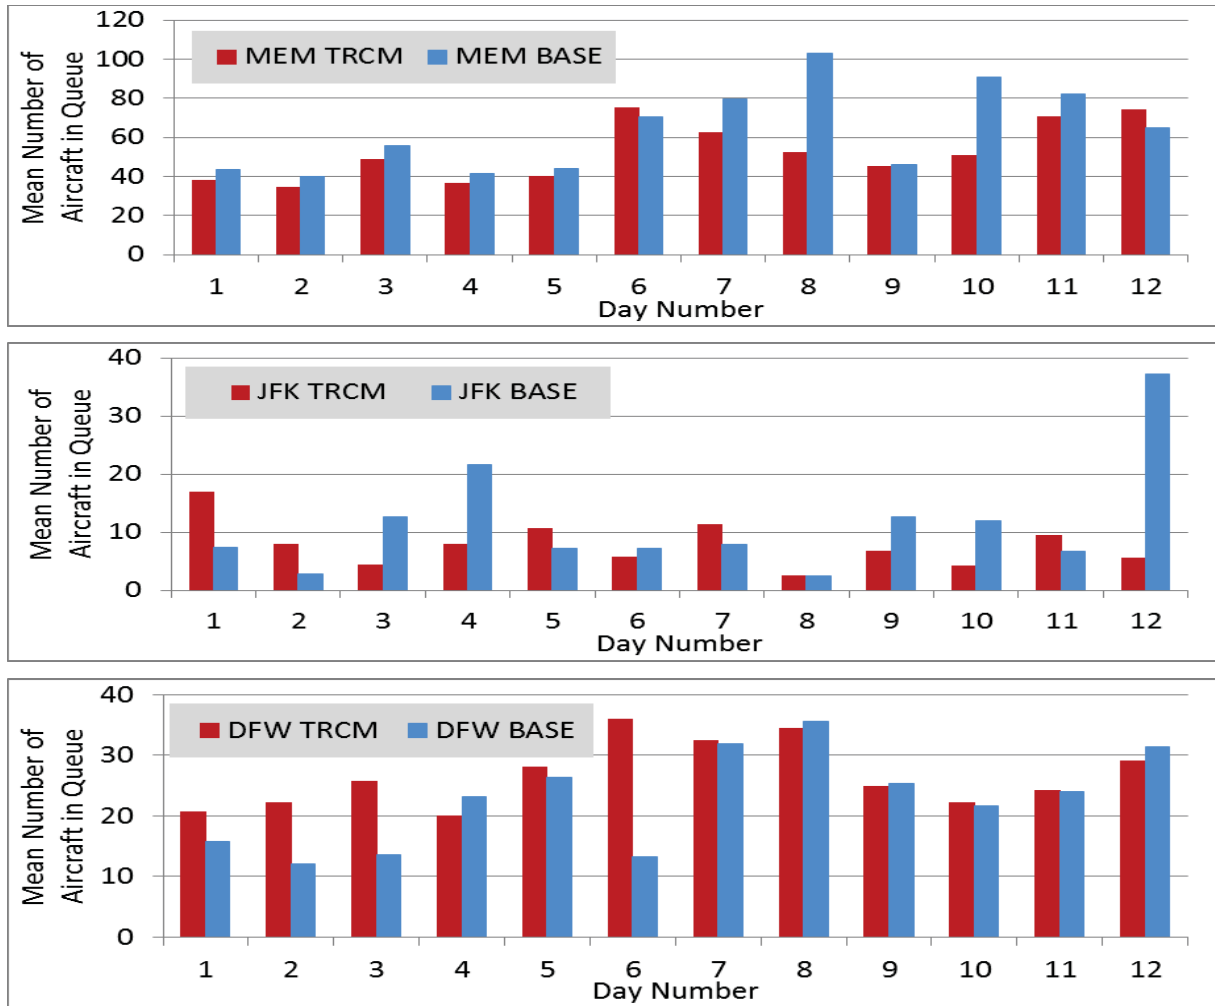 120
100
80
60
40
20
0
Mean Number of
Aircraft in Queue
MEM TRCM MEM BASE
1 2 3 4 5 6 7 8 9 10 11 12
Day Number
40
30
20
10
0
Mean Number of
Aircraft in Queue
JFK TRCM JFK BASE
1 2 3 4 5 6 7 8 9 10 11 12
Day Number
40
30
20
10
0
Mean Number of
Aircraft in Queue
DFW TRCM DFW BASE
1 2 3 4 5 6 7 8 9 10 11 12
Day Number